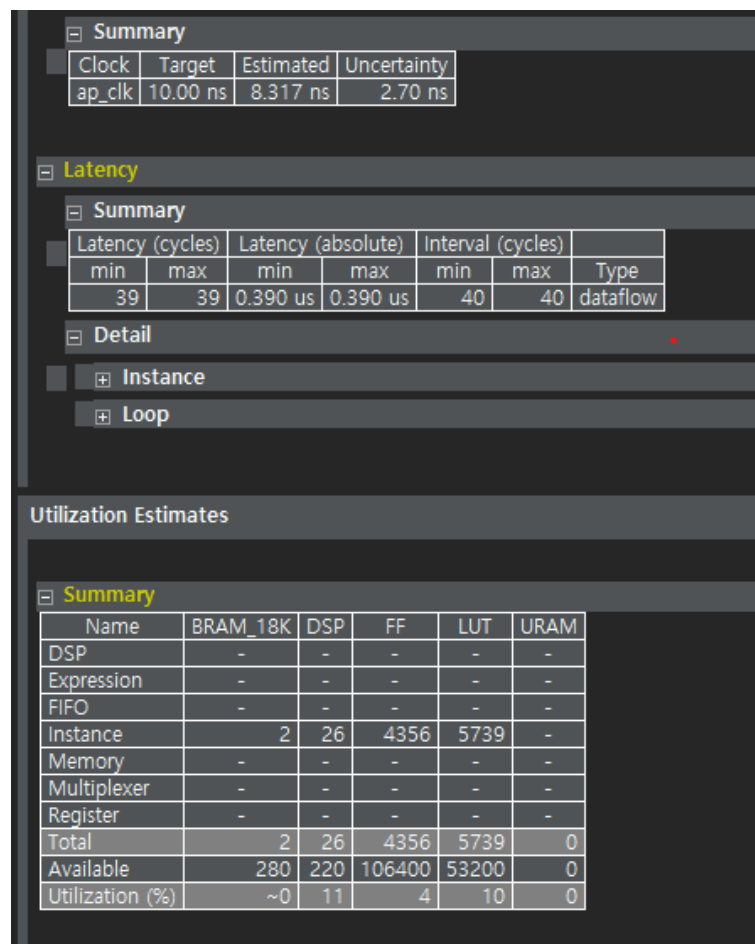 Summary
Clock Target Estimated Uncertainty
ap_clk 10.00 ns 8.317 ns 2.70 ns
Latency
Summary
Latency (cycles) Latency (absolute) Interval (cycles)
min max min max min max Type
39 39 0.390 us 0.390 us 40 40 dataflow
Detail
Instance
Loop
Utilization Estimates
Summary
Name BRAM_18K DSP FF LUT URAM
DSP - - - - -
Expression - - - - -
FIFO - - - - -
Instance 2 26 4356 5739 -
Memory - - - - -
Multiplexer - - - - -
Register - - - - -
Total 2 26 4356 5739 0
Available 280 220 106400 53200 0
Utilization (%) ~0 11 4 10 0